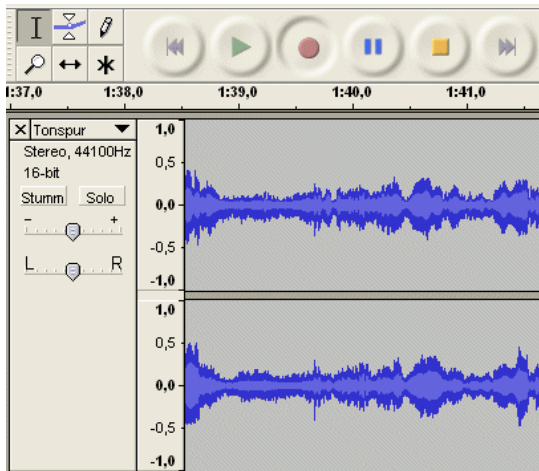 1:37,0 1:38,0 1:39,0 1:40,0 1:41,0
X Tonspur
Stereo, 44100Hz
16-bit
Stumm Solo
- +
L R
1,0
0,5
0,0
-0,5
-1,0
1,0
0,5
0,0
-0,5
-1,0